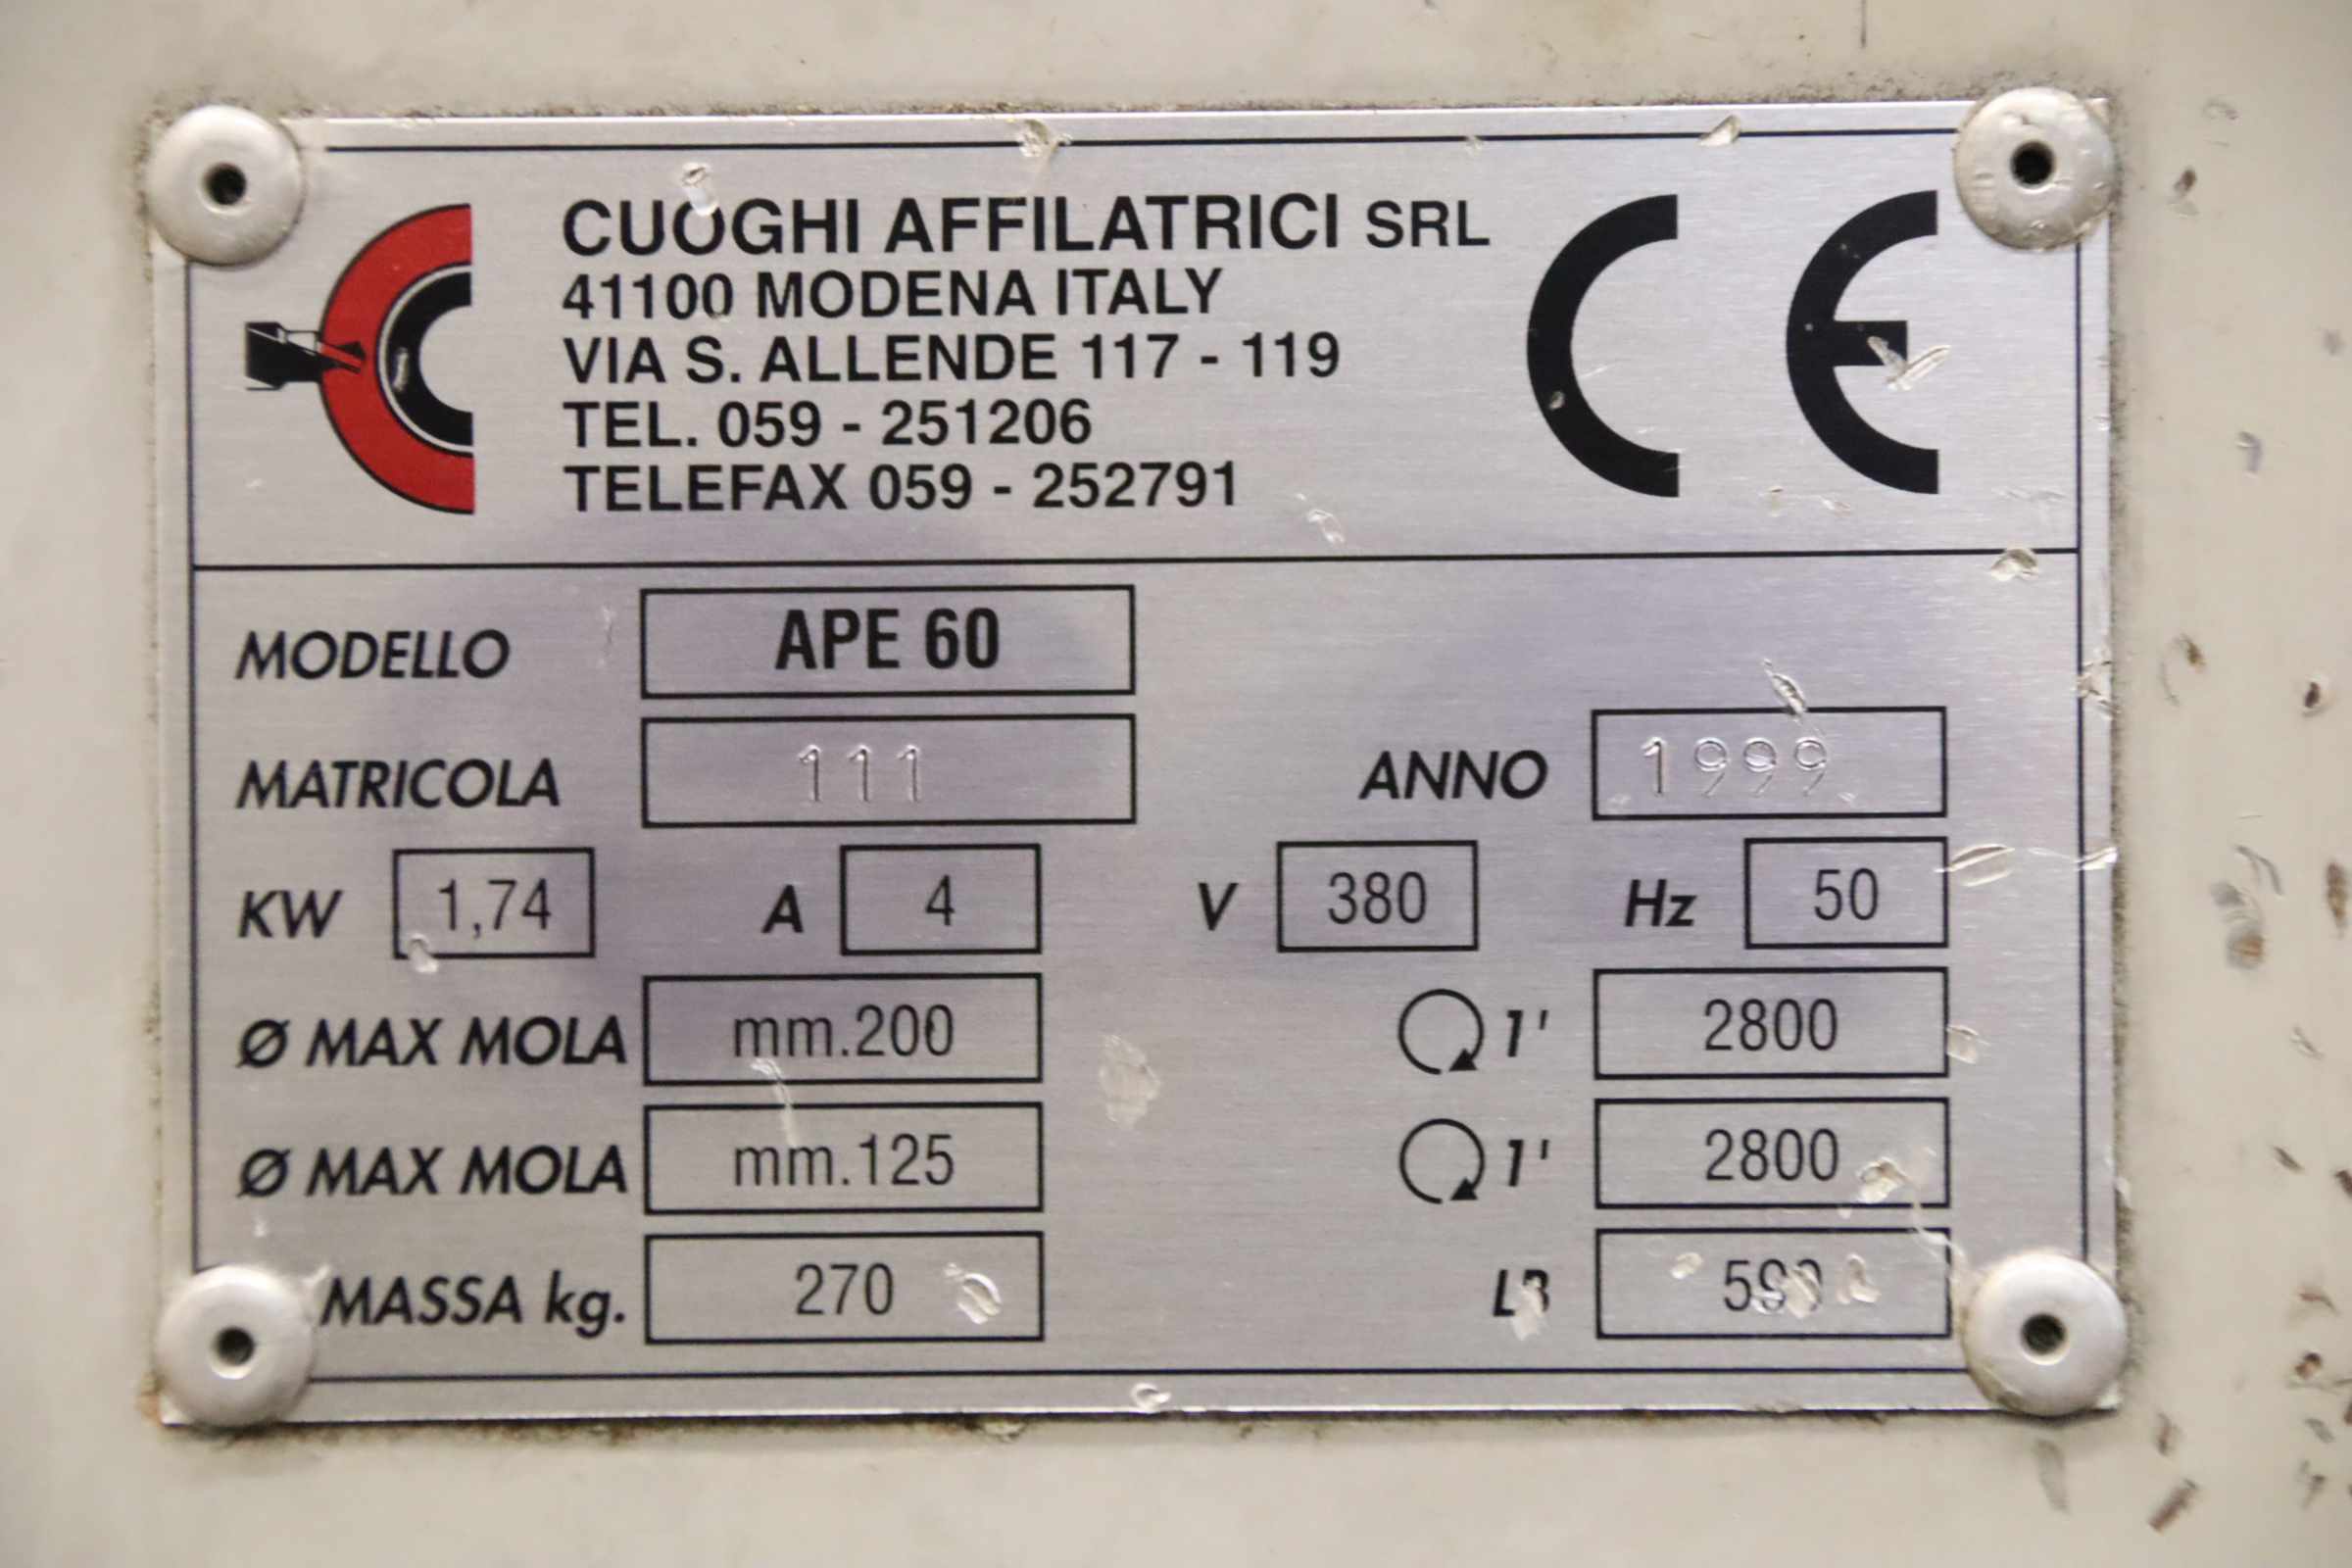 CUOGHI AFFILATRICI SRL
41100 MODENA ITALY
VIA S. ALLENDE 117 - 119
TEL. 059 - 251206
TELEFAX 059 - 252791
CE
MODELLO APE 60
MATRICOLA 111 ANNO 1999
KW 1,74 A 4 V 380 Hz 50
Ø MAX MOLA mm.200 1' 2800
Ø MAX MOLA mm.125 1' 2800
MASSA kg. 270 LB